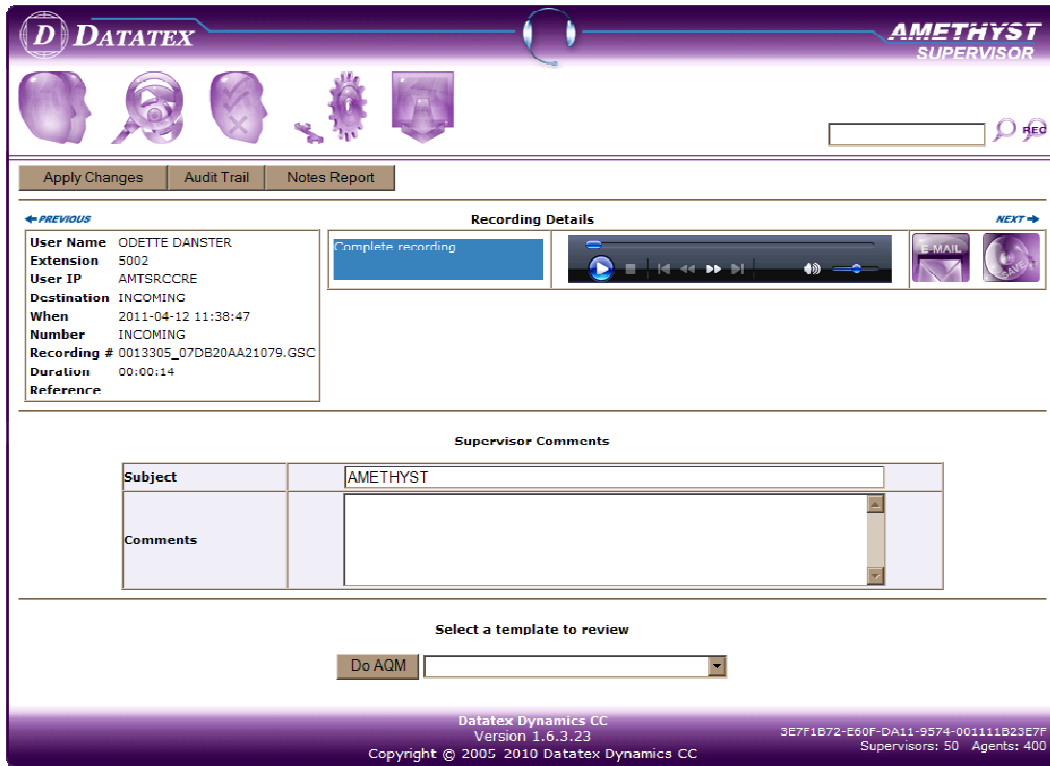 D DATATEX
AMETHYST
SUPERVISOR
REC
Apply Changes
Audit Trail
Notes Report
PREVIOUS
Recording Details
NEXT
User Name ODETTE DANSTER
Extension 5002
User IP AMTSRCCRE
Destination INCOMING
When 2011-04-12 11:38:47
Number INCOMING
Recording # 0013305_07DB20AA21079.GSC
Duration 00:00:14
Reference
Complete recording
E-MAIL
SAVE
Supervisor Comments
Subject AMETHYST
Comments
Select a template to review
Do AQM
Datatex Dynamics CC
Version 1.6.3.23
Copyright © 2005 2010 Datatex Dynamics CC
3E7F1B72-E60F-DA11-9574-001111B23E7F
Supervisors: 50 Agents: 400